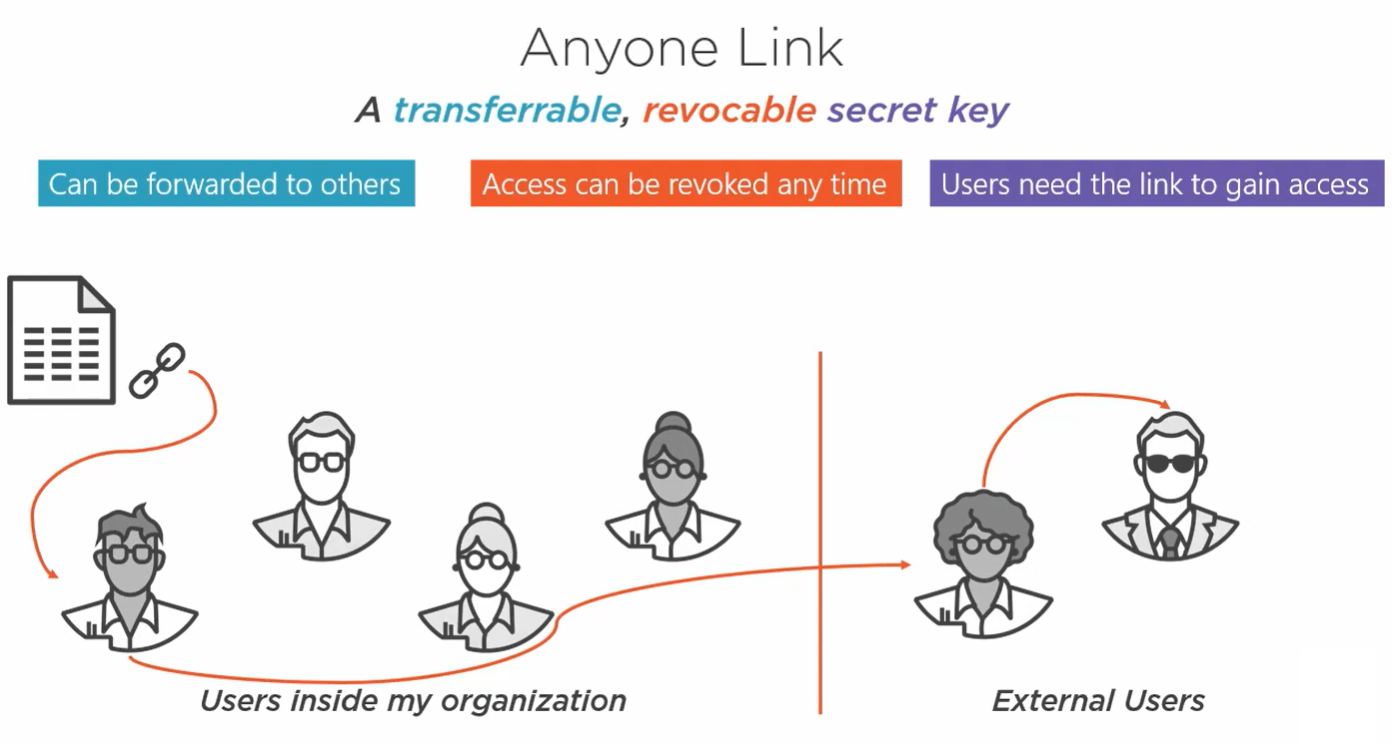 Anyone Link
A transferrable, revocable secret key
Can be forwarded to others
Access can be revoked any time
Users need the link to gain access
Users inside my organization
External Users